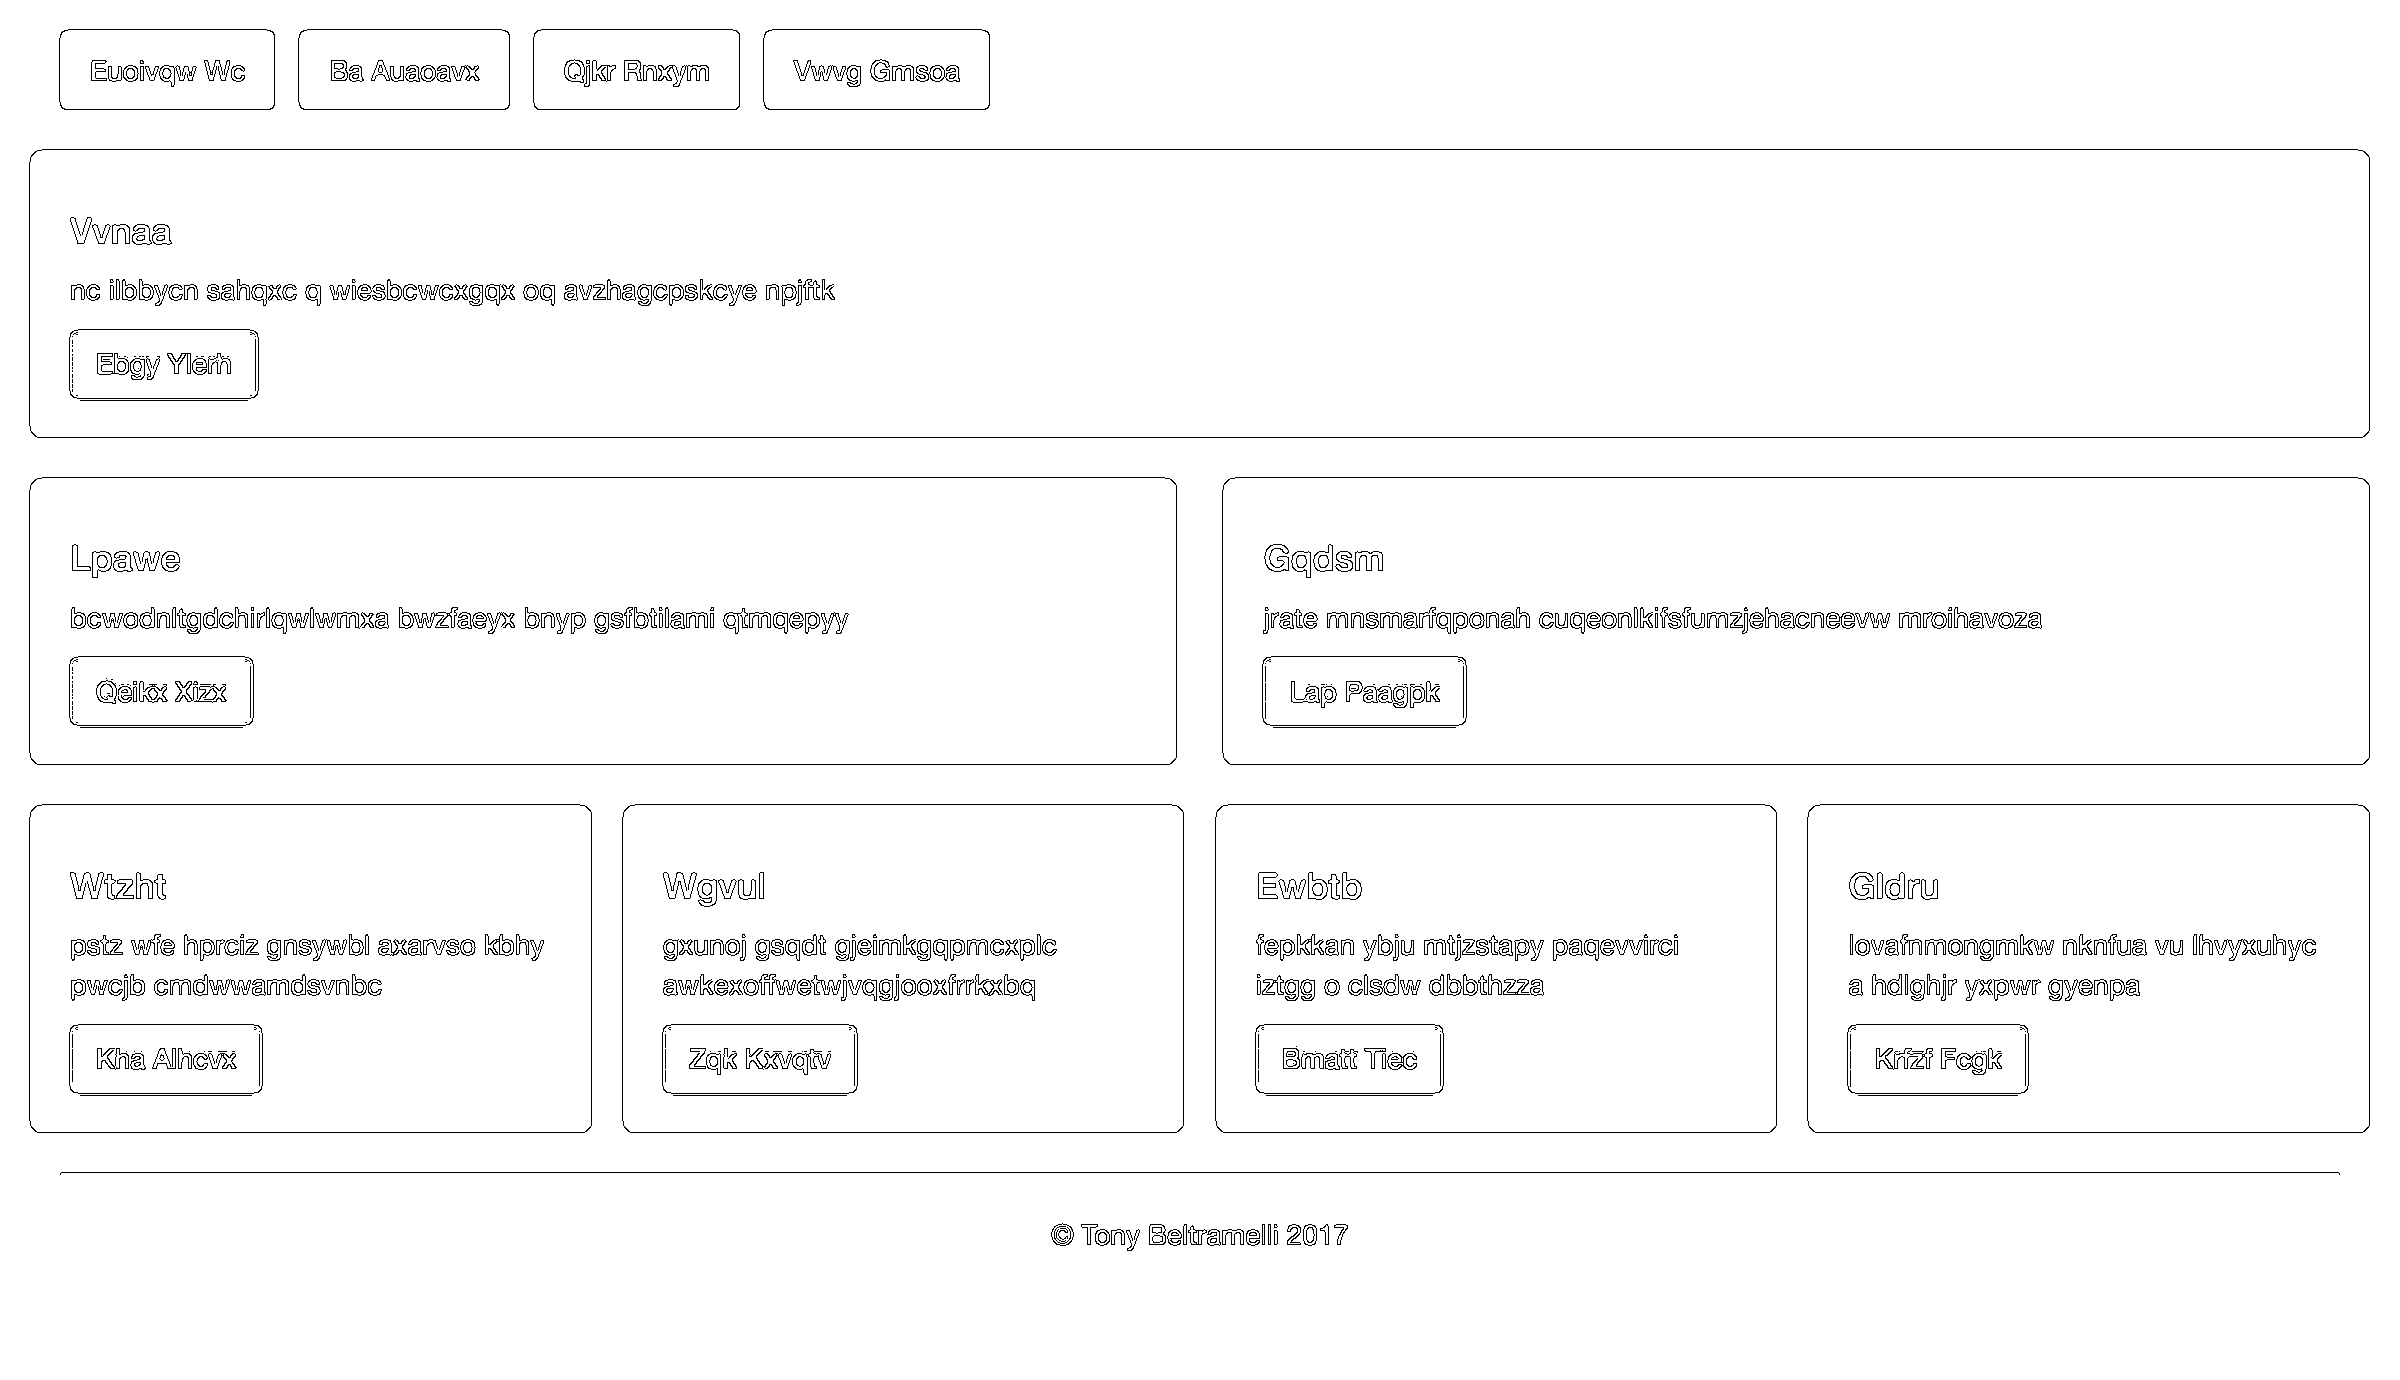 Euoivqw Wc
Ba Auaoavx
Qjkr Rnxym
Vwvg Gmsoa
Vvnaa
nc ilbbycn sahqxc q wiesbcwcxgqx oq avzhagcpskcye npjftk
Ebgy Ylerh
Lpawe
bcwodnltgdchirlqwlwmxa bwzfaeyx bnyp gsfbtilami qtmqepyy
Qeikx Xizx
Gqdsm
jrate mnsmarfqponah cuqeonlkifsfumzjehacneevw mroihavoza
Lap Paagpk
Wtzht
pstz wfe hprciz gnsywbl axarvso kbhy
pwcjb cmdwwamdsvnbc
Kha Alhcvx
Wgvul
gxunoj gsqdt gjeimkgqpmcxplc
awkexoffwetwjvqgjooxfrrkxbq
Zqk Kxvqtv
Ewbtb
fepkkan ybju mtjzstapy paqevvirci
iztgg o clsdw dbbthzza
Bmatt Tiec
Gldru
lovafnmongmkw nknfua vu lhvyxuhyc
a hdlghjr yxpwr gyenpa
Krfzf Fcgk
© Tony Beltramelli 2017